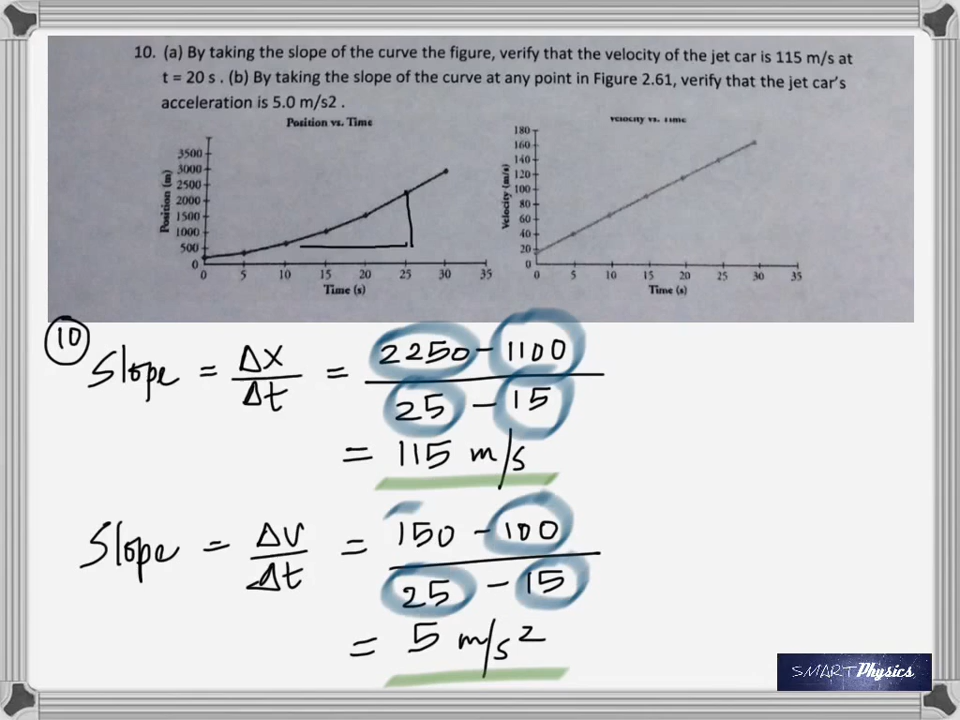 10. (a) By taking the slope of the curve the figure, verify that the velocity of the jet car is 115 m/s at
t = 20 s . (b) By taking the slope of the curve at any point in Figure 2.61, verify that the jet car's
acceleration is 5.0 m/s2 .
Position vs. Time
Position (m)
3500
3000
2500
2000
1500
1000
500
0
0 5 10 15 20 25 30 35
Time (s)
Velocity vs. Time
Velocity (m/s)
180
160
140
120
100
80
60
40
20
0
0 5 10 15 20 25 30 35
Time (s)
10
Slope = Δx/Δt = 2250 - 1100 / 25 - 15
= 115 m/s
Slope = Δv/Δt = 150 - 100 / 25 - 15
= 5 m/s²
SMART Physics